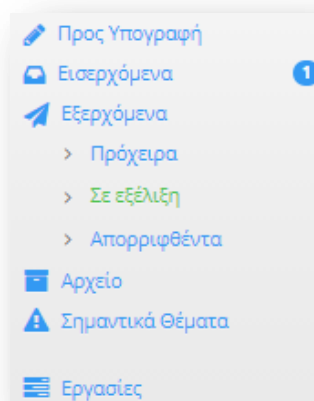 Προς Υπογραφή
Εισερχόμενα 1
Εξερχόμενα
> Πρόχειρα
> Σε εξέλιξη
> Απορριφθέντα
Αρχείο
Σημαντικά Θέματα
Εργασίες